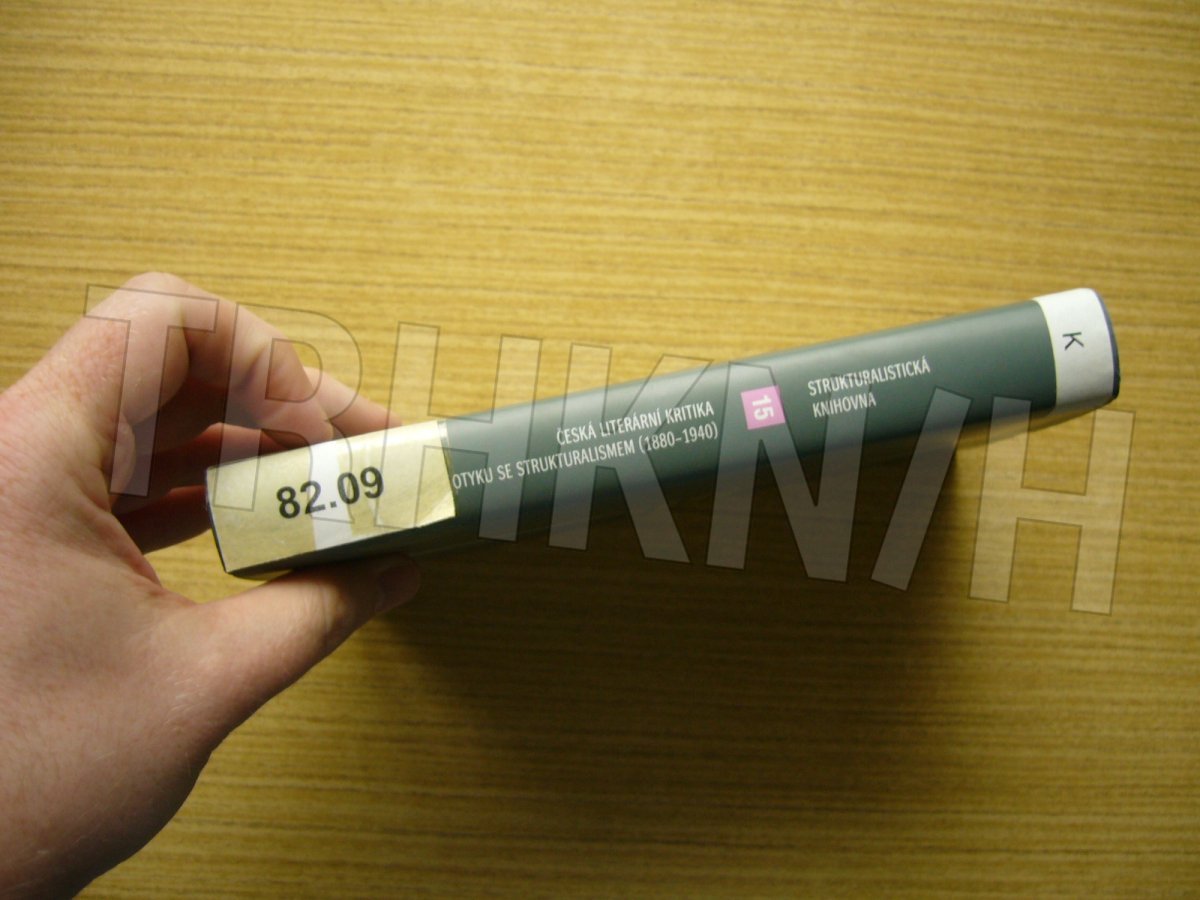 82.09
ČESKÁ LITERÁRNÍ KRITIKA
OTYKU SE STRUKTURALISMEM (1880–1940)
15
STRUKTURALISTICKÁ
KNIHOVNA
K
TRHKNIH